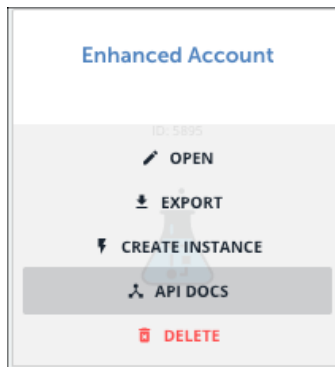 Enhanced Account
ID: 5895
OPEN
EXPORT
CREATE INSTANCE
API DOCS
DELETE